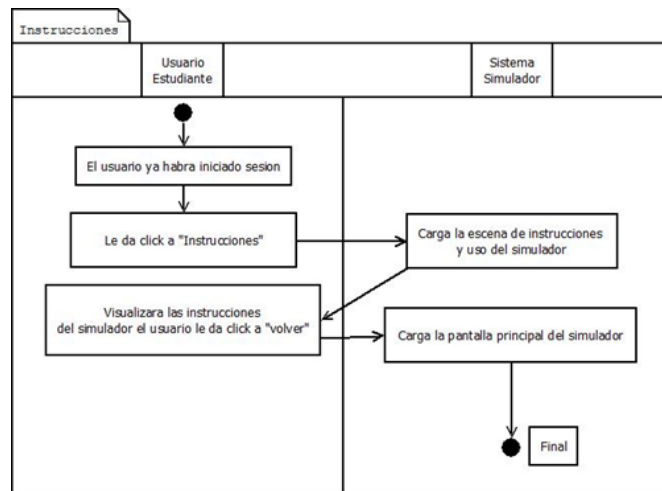 Instrucciones
Usuario
Estudiante
Sistema
Simulador
El usuario ya habra iniciado sesion
Le da click a "Instrucciones"
Carga la escena de instrucciones
y uso del simulador
Visualizara las instrucciones
del simulador el usuario le da click a "volver"
Carga la pantalla principal del simulador
Final